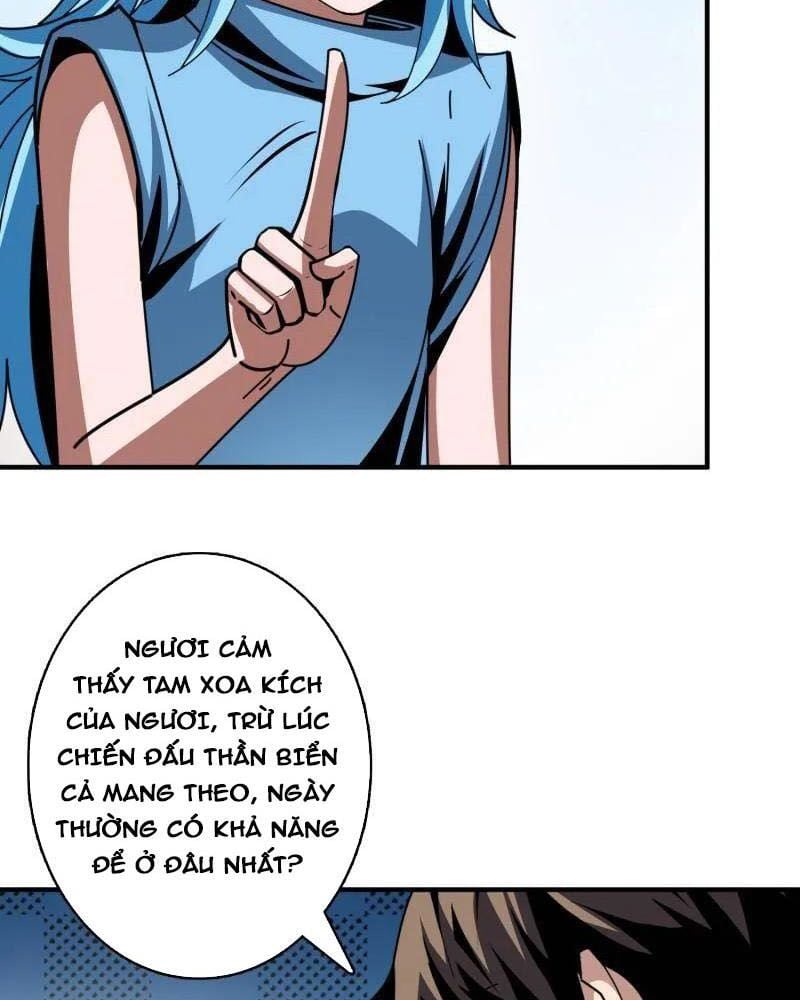 NGƯƠI CẢM
THẤY TAM XOA KÍCH
CỦA NGƯƠI, TRỪ LÚC
CHIẾN ĐẤU THẦN BIỂN
CẢ MANG THEO, NGÀY
THƯỜNG CÓ KHẢ NĂNG
ĐỂ Ở ĐÂU NHẤT?